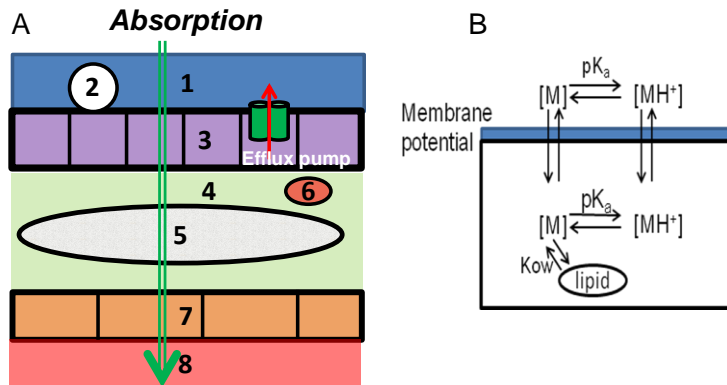 A
Absorption
1
2
3
Efflux pump
4
6
5
7
8
B
pKa
[M]
[MH+]
Membrane
potential
pKa
[M]
[MH+]
Kow
lipid